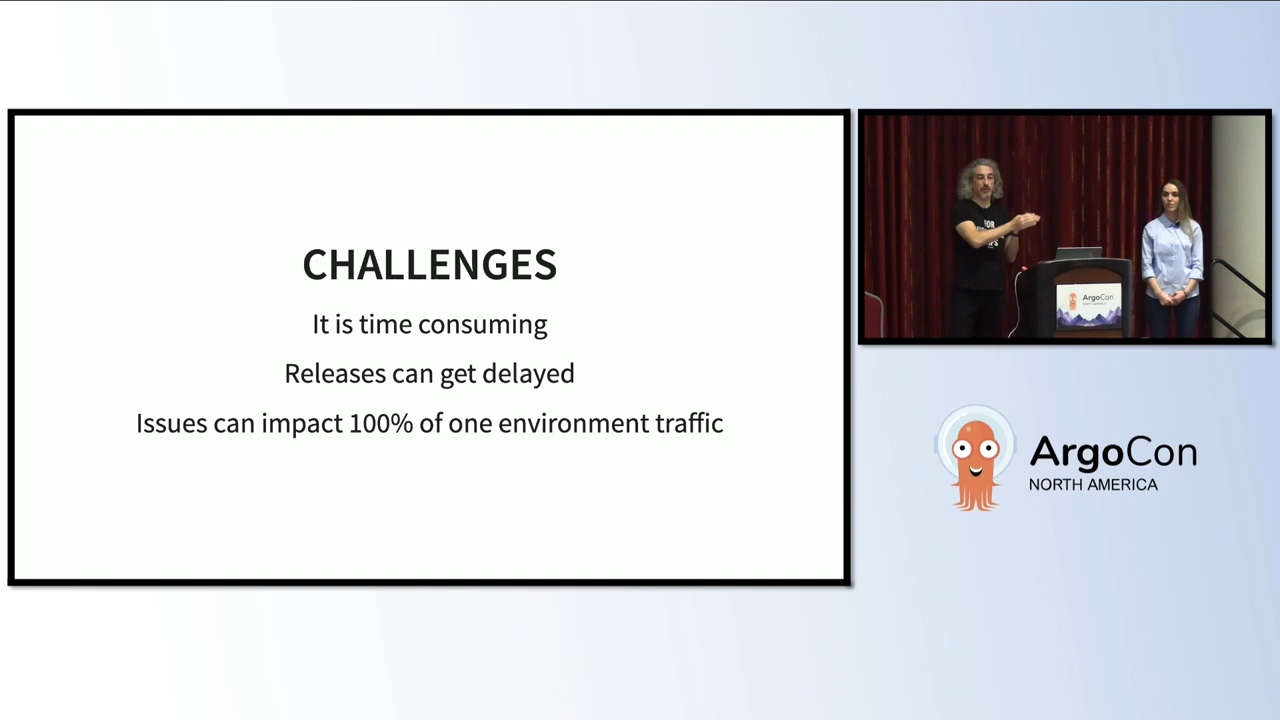 CHALLENGES
It is time consuming
Releases can get delayed
Issues can impact 100% of one environment traffic
ArgoCon
ArgoCon
NORTH AMERICA